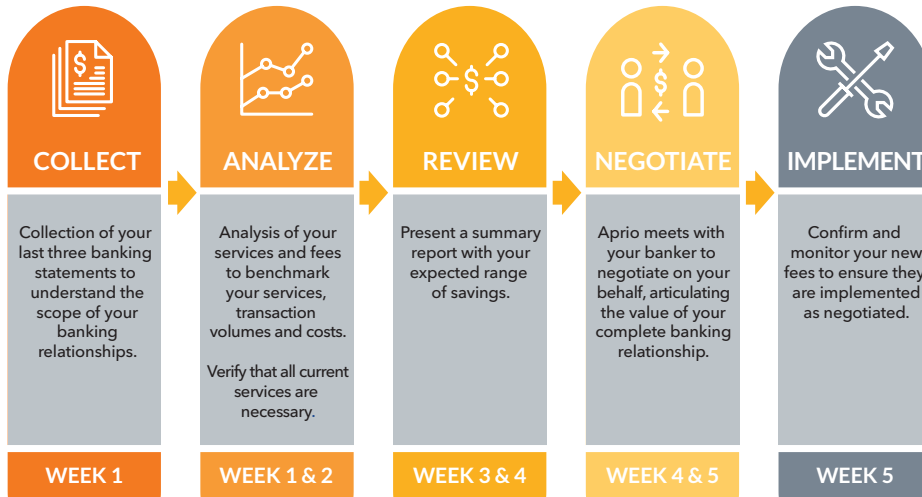 $
COLLECT
Collection of your
last three banking
statements to
understand the
scope of your
banking
relationships.
WEEK 1
ANALYZE
Analysis of your
services and fees
to benchmark
your services,
transaction
volumes and costs.
Verify that all current
services are
necessary.
WEEK 1 & 2
$
REVIEW
Present a summary
report with your
expected range
of savings.
WEEK 3 & 4
$
NEGOTIATE
Aprio meets with
your banker to
negotiate on your
behalf, articulating
the value of your
complete banking
relationship.
WEEK 4 & 5
IMPLEMENT
Confirm and
monitor your new
fees to ensure they
are implemented
as negotiated.
WEEK 5